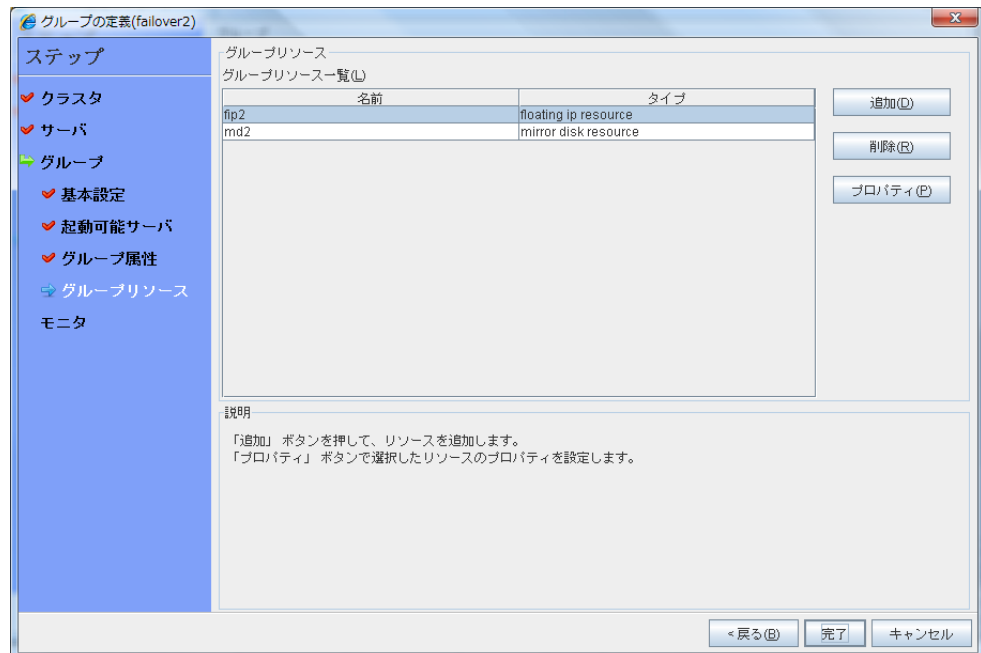 グループの定義(failover2)
ステップ
クラスタ
サーバ
グループ
基本設定
起動可能サーバ
グループ属性
グループリソース
モニタ
グループリソース
グループリソース一覧(L)
名前 タイプ
fip2 floating ip resource
md2 mirror disk resource
追加(D)
削除(R)
プロパティ(P)
説明
「追加」 ボタンを押して、リソースを追加します。
「プロパティ」 ボタンで選択したリソースのプロパティを設定します。
<戻る(B) 完了 キャンセル